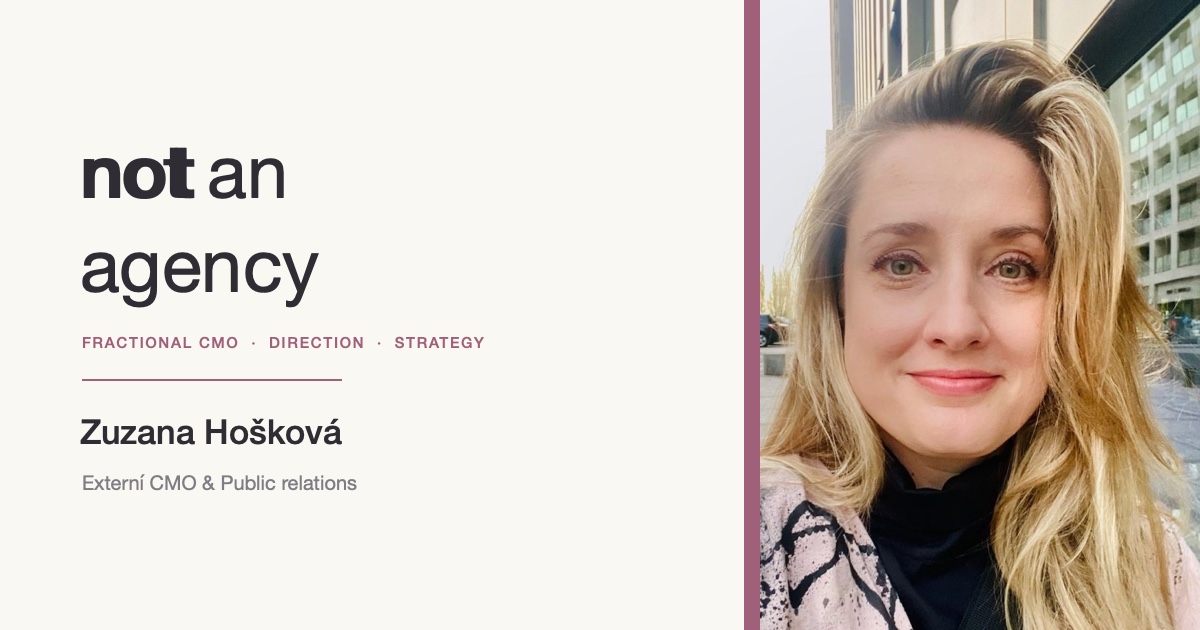 not an
agency
FRACTIONAL CMO · DIRECTION · STRATEGY
Zuzana Hošková
Externí CMO & Public relations